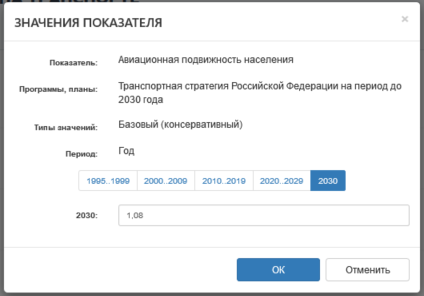 ЗНАЧЕНИЯ ПОКАЗАТЕЛЯ ×
Показатель: Авиационная подвижность населения
Программы, планы: Транспортная стратегия Российской Федерации на период до
2030 года
Типы значений: Базовый (консервативный)
Период: Год
1995..1999 2000..2009 2010..2019 2020..2029 2030
2030: 1,08
ОК Отменить